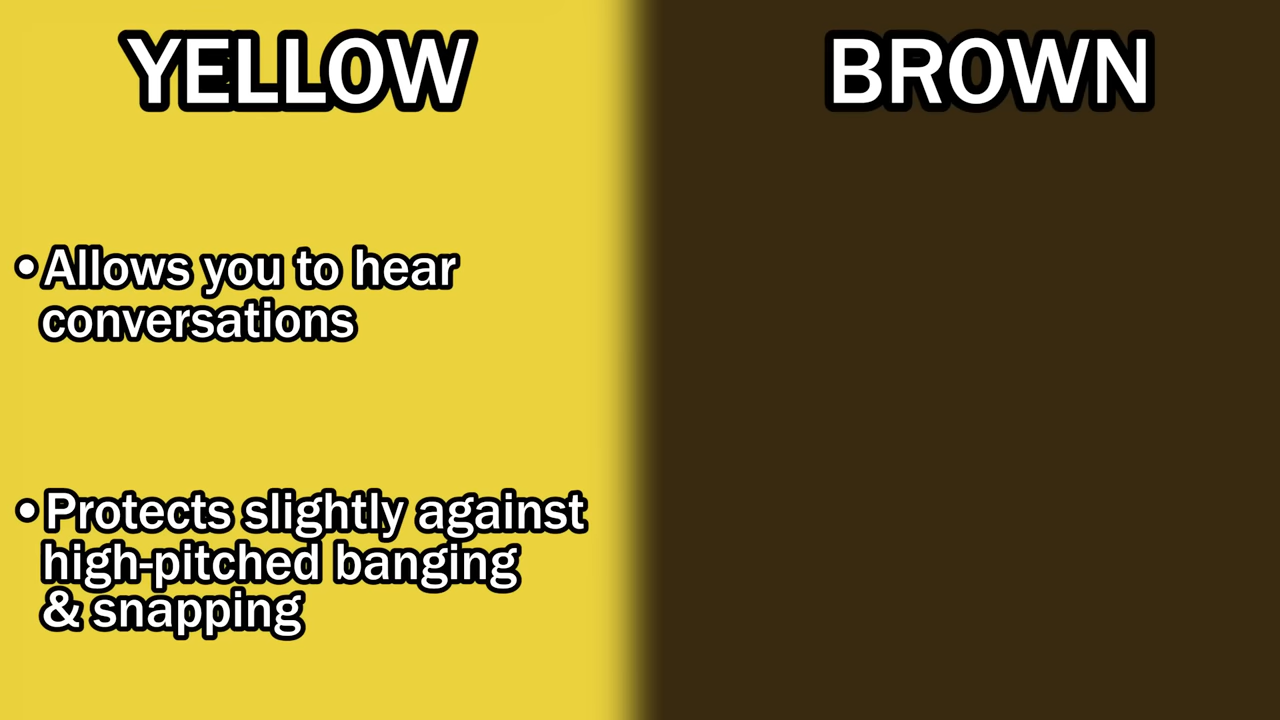 YELLOW
BROWN
•Allows you to hear
conversations
•Protects slightly against
high-pitched banging
& snapping